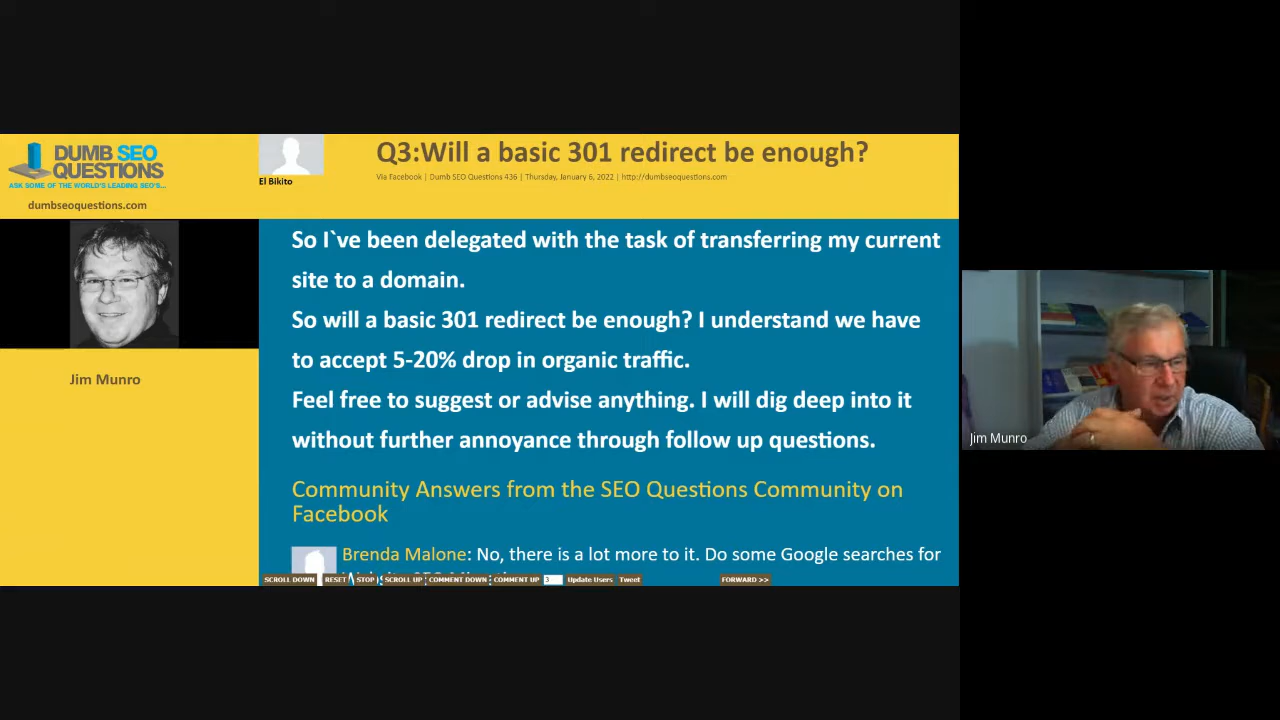 DUMB SEO
QUESTIONS
ASK SOME OF THE WORLD'S LEADING SEO'S...
dumbseoquestions.com
El Bikito
Q3:Will a basic 301 redirect be enough?
Via Facebook | Dumb SEO Questions 436 | Thursday, January 6, 2022 | http://dumbseoquestions.com
Jim Munro
So I`ve been delegated with the task of transferring my current
site to a domain.
So will a basic 301 redirect be enough? I understand we have
to accept 5-20% drop in organic traffic.
Feel free to suggest or advise anything. I will dig deep into it
without further annoyance through follow up questions.
Community Answers from the SEO Questions Community on
Facebook
Brenda Malone: No, there is a lot more to it. Do some Google searches for
SCROLL DOWN RESET STOP SCROLL UP COMMENT DOWN COMMENT UP 3 Update Users Tweet FORWARD >>
Jim Munro